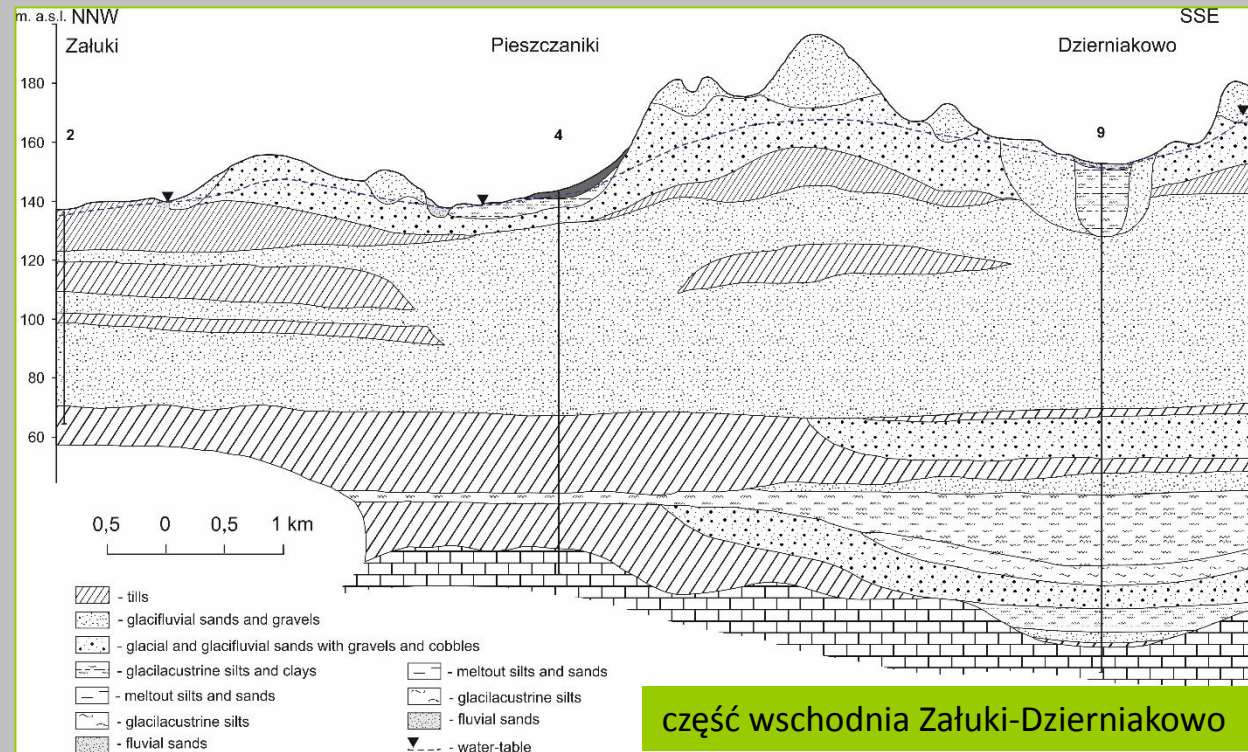 m. a.s.l. NNW
SSE
Załuki
Pieszczaniki
Dzierniakowo
180
160
2
4
9
140
120
100
80
60
0,5 0 0,5 1 km
- tills
- glacifluvial sands and gravels
- glacial and glacifluvial sands with gravels and cobbles
- glacilacustrine silts and clays
- meltout silts and sands
- glacilacustrine silts
- fluvial sands
- meltout silts and sands
- glacilacustrine silts
- fluvial sands
- water-table
część wschodnia Załuki-Dzierniakowo